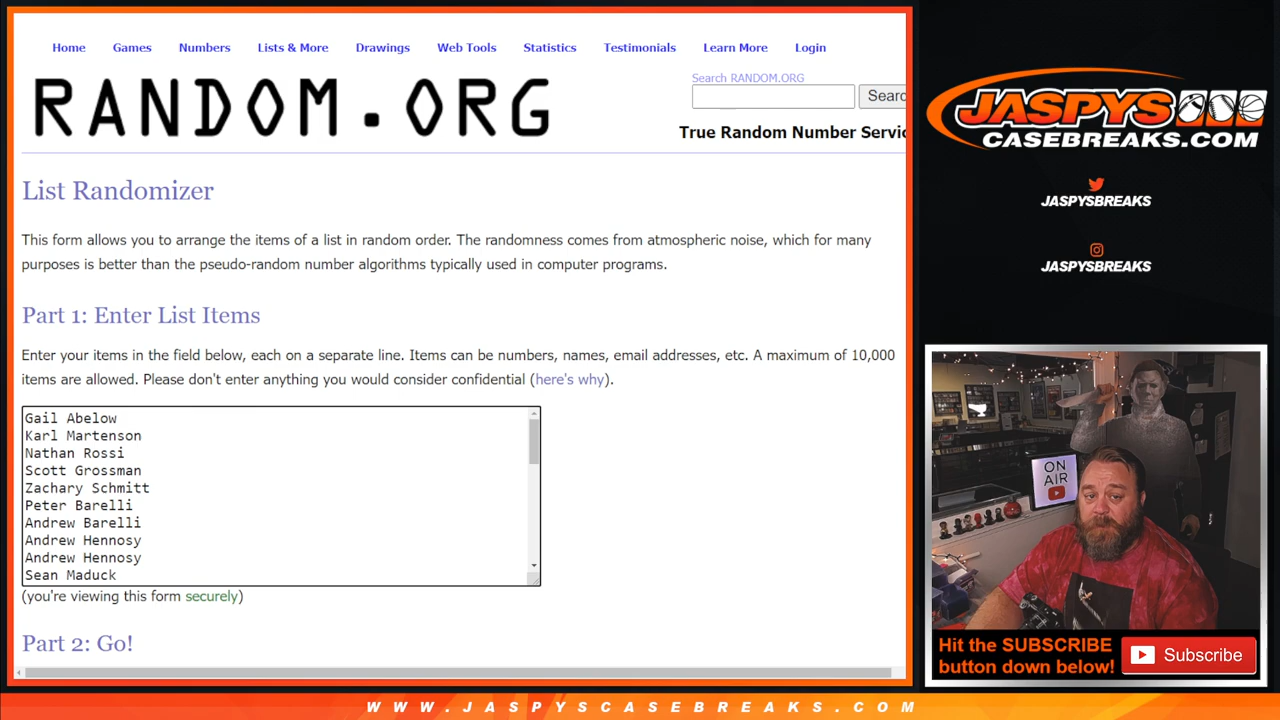 Home Games Numbers Lists & More Drawings Web Tools Statistics Testimonials Learn More Login
RANDOM.ORG
Search RANDOM.ORG
Searc
True Random Number Servic
List Randomizer
This form allows you to arrange the items of a list in random order. The randomness comes from atmospheric noise, which for many
purposes is better than the pseudo-random number algorithms typically used in computer programs.
Part 1: Enter List Items
Enter your items in the field below, each on a separate line. Items can be numbers, names, email addresses, etc. A maximum of 10,000
items are allowed. Please don't enter anything you would consider confidential (here's why).
Gail Abelow
Karl Martenson
Nathan Rossi
Scott Grossman
Zachary Schmitt
Peter Barelli
Andrew Barelli
Andrew Hennosy
Andrew Hennosy
Sean Maduck
(you're viewing this form securely)
Part 2: Go!
JASPYS
CASEBREAKS.COM
JASPYSBREAKS
JASPYSBREAKS
ON
AIR
Hit the SUBSCRIBE
button down below!
Subscribe
WWW.JASPYSCASEBREAKS.COM